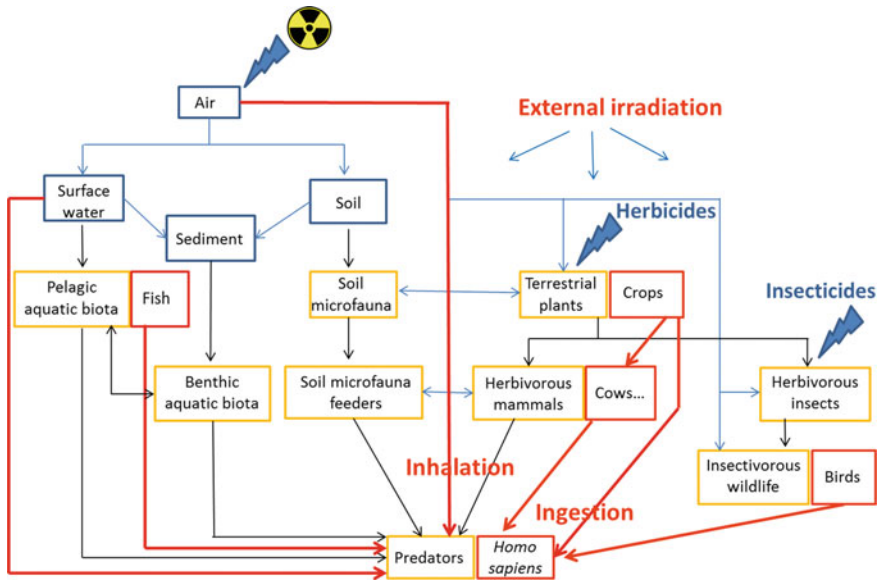 Air
External irradiation
Surface
water
Soil
Herbicides
Sediment
Pelagic
aquatic biota
Fish
Soil
microfauna
Terrestrial
plants
Crops
Insecticides
Benthic
aquatic biota
Soil microfauna
feeders
Herbivorous
mammals
Cows...
Herbivorous
insects
Inhalation
Insectivorous
wildlife
Birds
Ingestion
Predators
Homo
sapiens